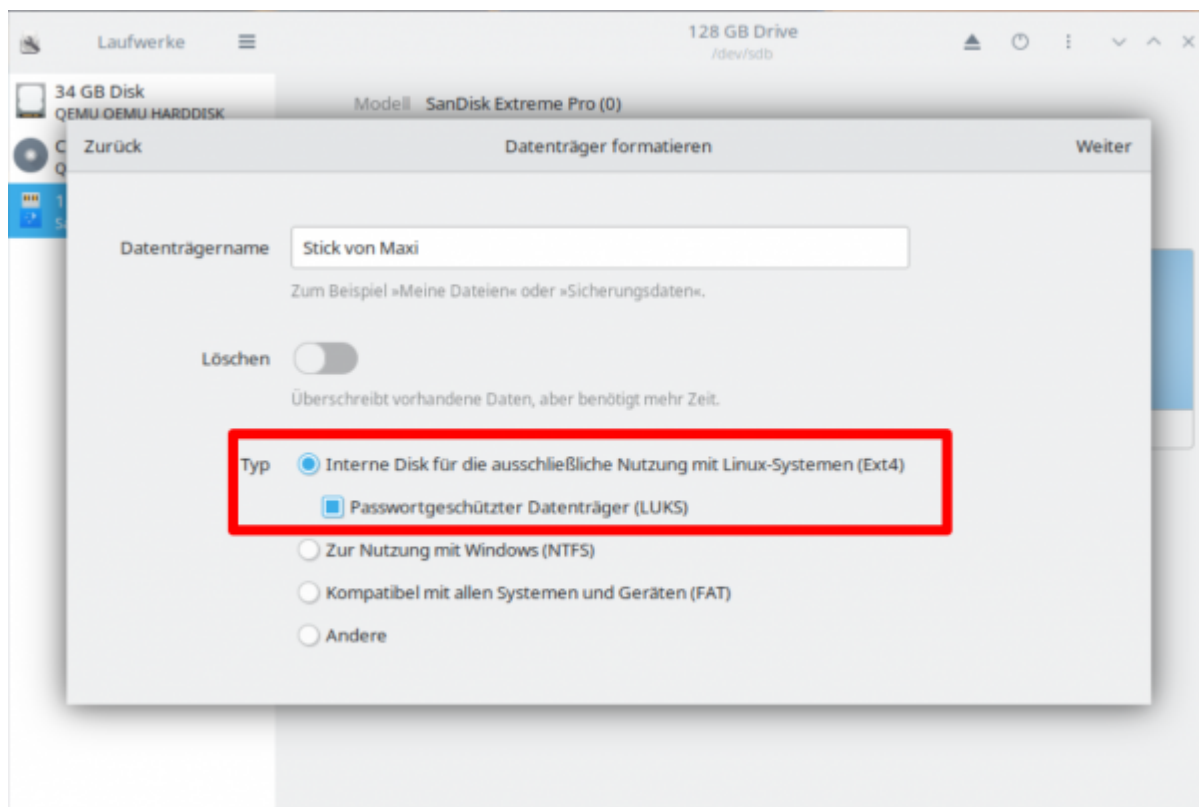 Laufwerke
128 GB Drive
/dev/sdb
34 GB Disk
QEMU QEMU HARDDISK
Modell SanDisk Extreme Pro (0)
Zurück
Datenträger formatieren
Weiter
Datenträgername
Stick von Maxi
Zum Beispiel »Meine Dateien« oder »Sicherungsdaten«.
Löschen
Überschreibt vorhandene Daten, aber benötigt mehr Zeit.
Typ
Interne Disk für die ausschließliche Nutzung mit Linux-Systemen (Ext4)
Passwortgeschützter Datenträger (LUKS)
Zur Nutzung mit Windows (NTFS)
Kompatibel mit allen Systemen und Geräten (FAT)
Andere